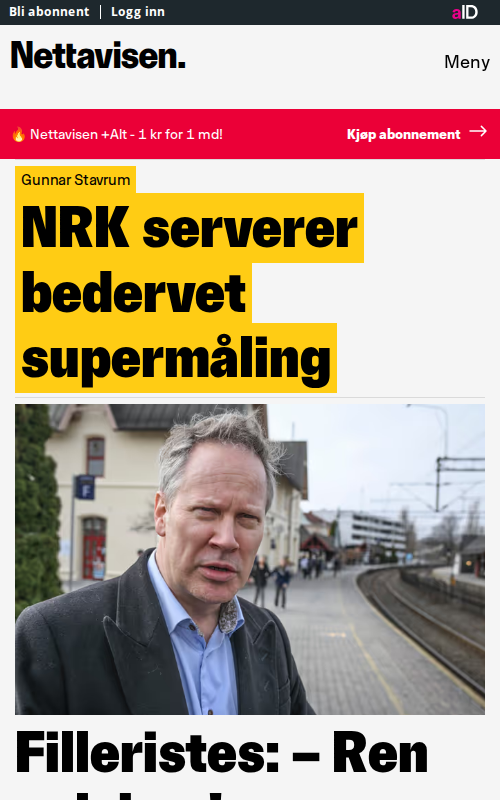 Bli abonnent | Logg inn
aID
Nettavisen.
Meny
🔥 Nettavisen +Alt - 1 kr for 1 md!
Kjøp abonnement →
Gunnar Stavrum
NRK serverer
bedervet
supermåling
F
Filleristes: – Ren